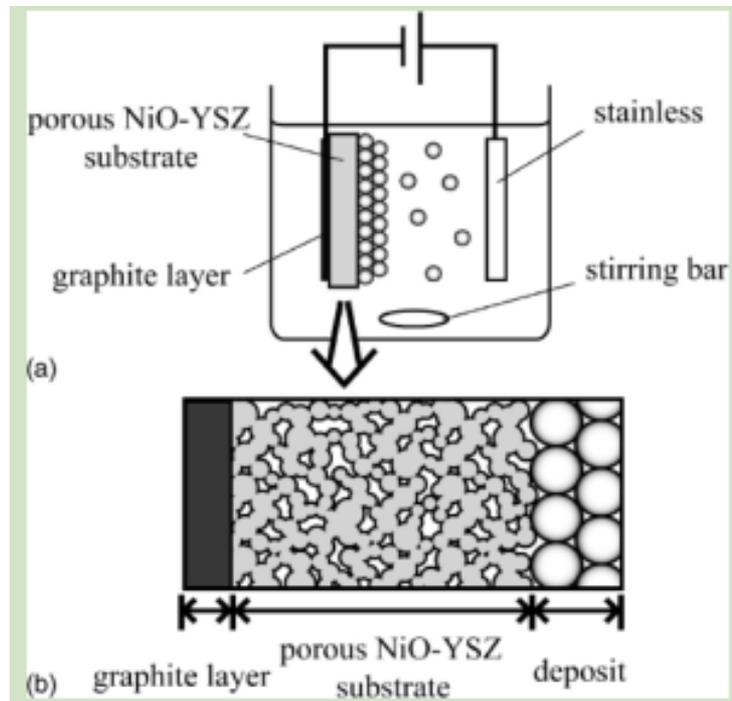 porous NiO-YSZ
substrate
stainless
graphite layer
stirring bar
(a)
(b)
graphite layer
porous NiO-YSZ
substrate
deposit